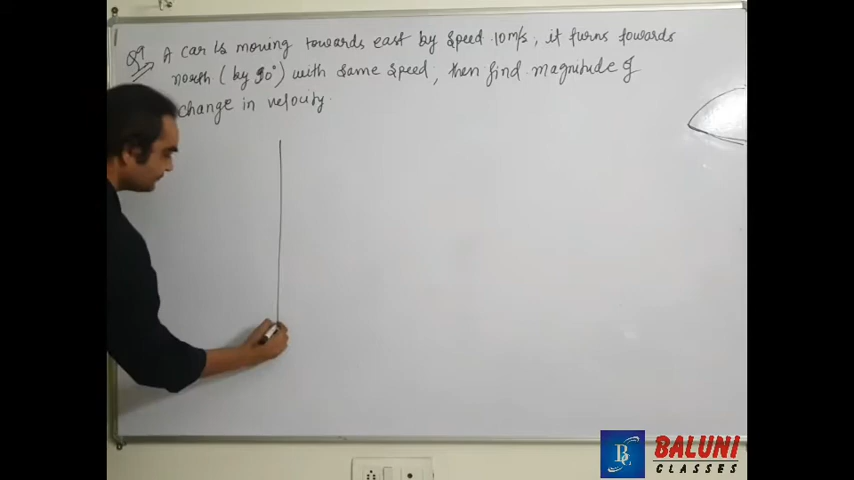 Q9 A car is moving towards east by speed 10m/s, it turns towards
north (by 90°) with same speed, then find magnitude of
change in velocity.
BALUNI
CLASSES